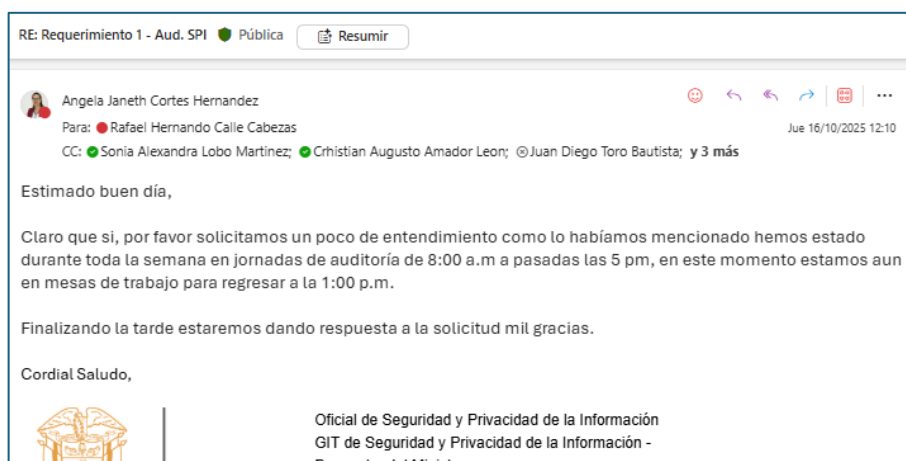 RE: Requerimiento 1 - Aud. SPI Pública Resumir
Angela Janeth Cortes Hernandez
Para: Rafael Hernando Calle Cabezas
Jue 16/10/2025 12:10
CC: Sonia Alexandra Lobo Martinez; Crhistian Augusto Amador Leon; Juan Diego Toro Bautista; y 3 más
Estimado buen día,
Claro que si, por favor solicitamos un poco de entendimiento como lo habíamos mencionado hemos estado
durante toda la semana en jornadas de auditoría de 8:00 a.m a pasadas las 5 pm, en este momento estamos aun
en mesas de trabajo para regresar a la 1:00 p.m.
Finalizando la tarde estaremos dando respuesta a la solicitud mil gracias.
Cordial Saludo,
Oficial de Seguridad y Privacidad de la Información
GIT de Seguridad y Privacidad de la Información -